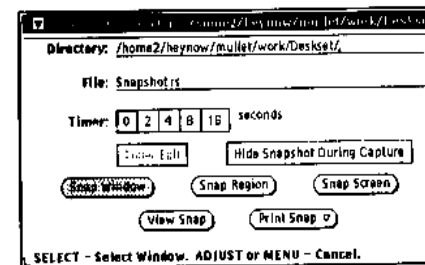 Directory: /home2/heynow/mullet/work/Deskset/
File: Snapshot.rs
Timer: 0 2 4 8 16 seconds
Hide Snapshot During Capture
Snap Window Snap Region Snap Screen
View Snap Print Snap
SELECT - Select Window. ADJUST or MENU - Cancel.